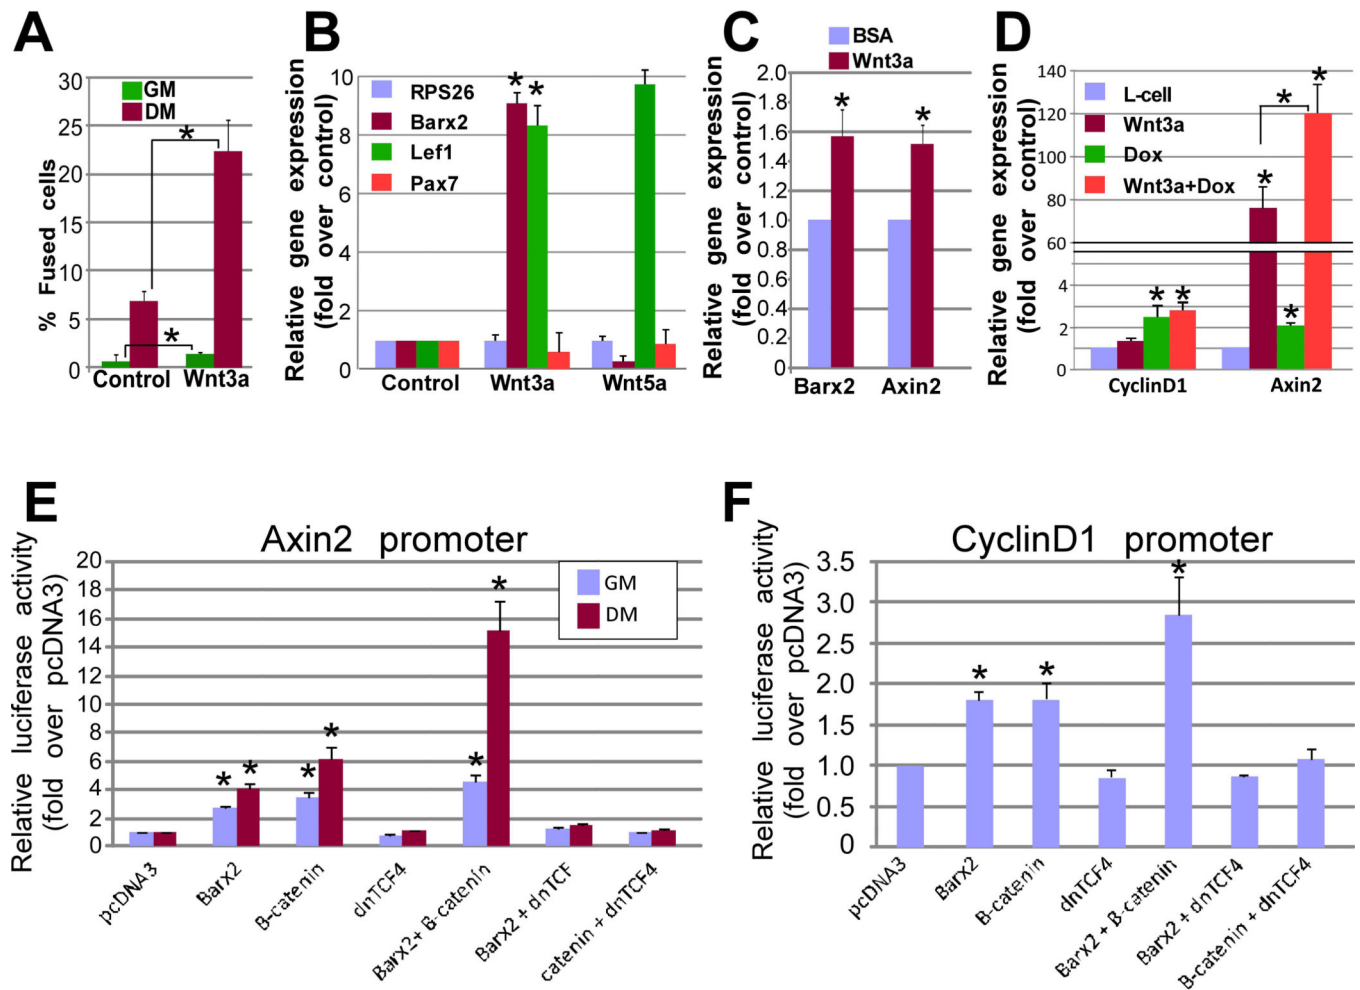 A
GM
DM
% Fused cells
30
25
20
15
10
5
0
*
*
Control Wnt3a
B
RPS26
Barx2
Lef1
Pax7
Relative gene expression
(fold over control)
10
8
6
4
2
0
* *
Control Wnt3a Wnt5a
C
BSA
Wnt3a
Relative gene expression
(fold over control)
2.0
1.8
1.6
1.4
1.2
1.0
0.8
0.6
0.4
0.2
0
* *
Barx2 Axin2
D
L-cell
Wnt3a
Dox
Wnt3a+Dox
Relative gene expression
(fold over control)
140
120
100
80
60
4
2
0
* * * * * *
CyclinD1 Axin2
E
Axin2 promoter
GM
DM
Relative luciferase activity
(fold over pcDNA3)
20
18
16
14
12
10
8
6
4
2
0
* * * * * *
pcDNA3
Barx2
B-catenin
dnTCF4
Barx2+ B-catenin
Barx2 + dnTCF
catenin + dnTCF4
F
CyclinD1 promoter
Relative luciferase activity
(fold over pcDNA3)
3.5
3.0
2.5
2.0
1.5
1.0
0.5
0
* * *
pcDNA3
Barx2
B-catenin
dnTCF4
Barx2 + B-catenin
Barx2 + dnTCF4
B-catenin + dnTCF4